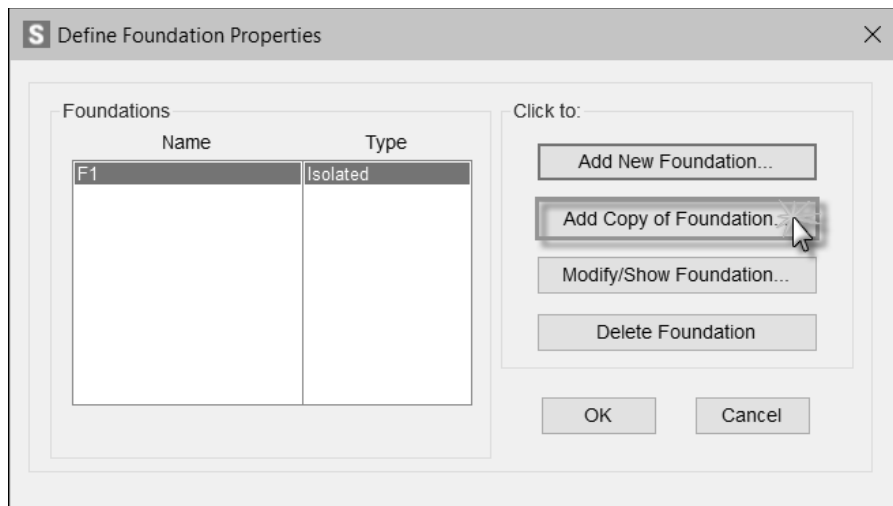 S Define Foundation Properties
Foundations
Name Type
F1 Isolated
Click to:
Add New Foundation...
Add Copy of Foundation.
Modify/Show Foundation...
Delete Foundation
OK Cancel